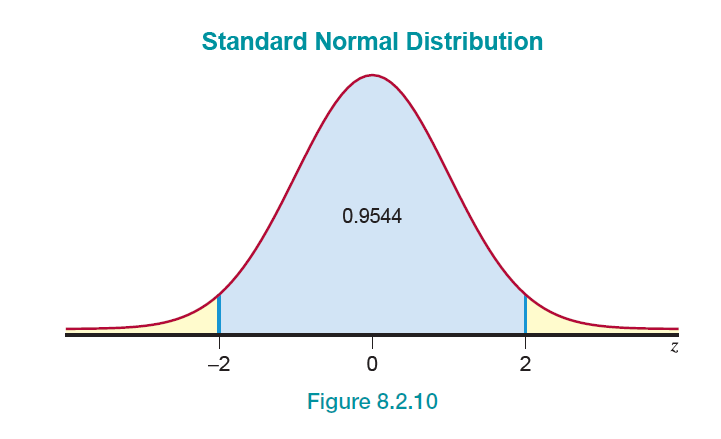 Standard Normal Distribution
0.9544
–2 0 2 z
Figure 8.2.10